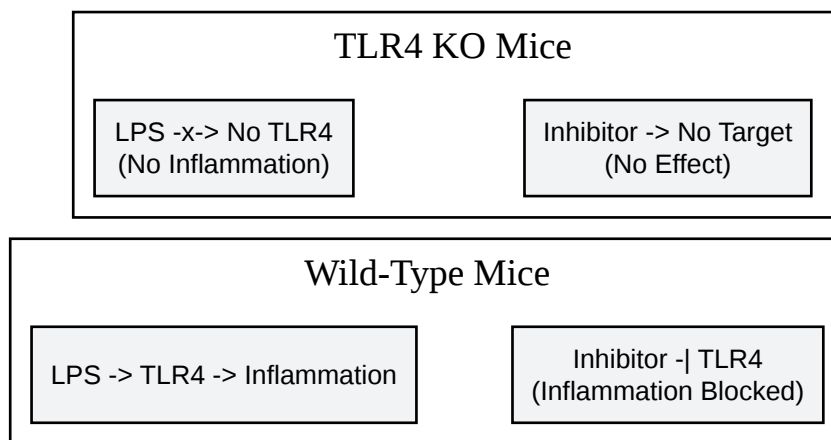 TLR4 KO Mice
LPS -x-> No TLR4
(No Inflammation)
Inhibitor -> No Target
(No Effect)
Wild-Type Mice
LPS -> TLR4 -> Inflammation
Inhibitor -| TLR4
(Inflammation Blocked)